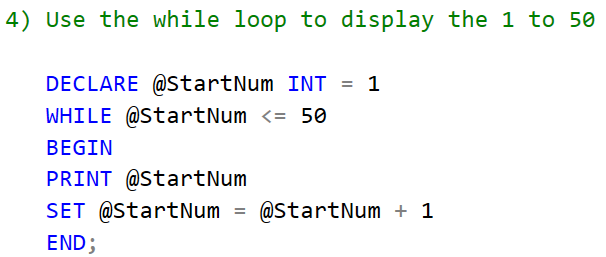 4) Use the while loop to display the 1 to 50
DECLARE @StartNum INT = 1
WHILE @StartNum <= 50
BEGIN
PRINT @StartNum
SET @StartNum = @StartNum + 1
END;